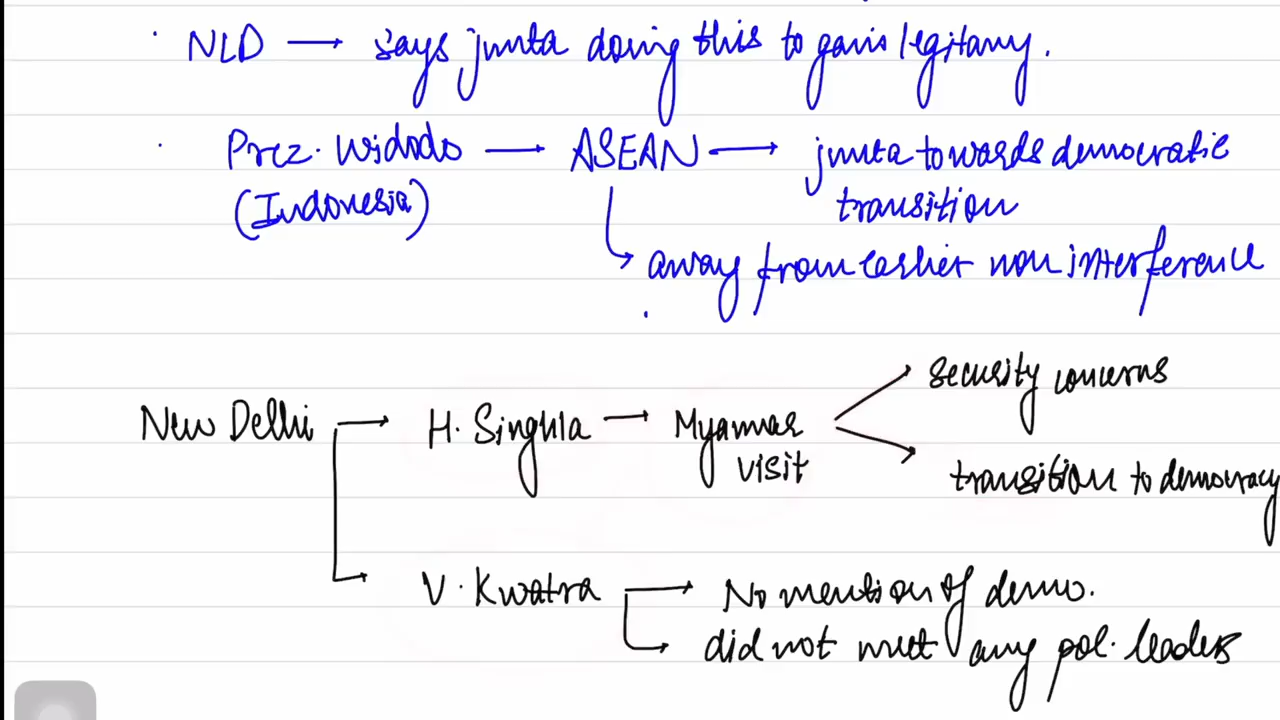 · NLD → says junta doing this to gain legitamy.
· Prez. Widodo → ASEAN → junta towards democratic
(Indonesia) transition
↳ away from earlier non interference
security concerns
New Delhi → H. Singhla → Myanmar
visit
transition to democracy
V. Kwatra → No mention of demo.
↳ did not meet any pol. leaders